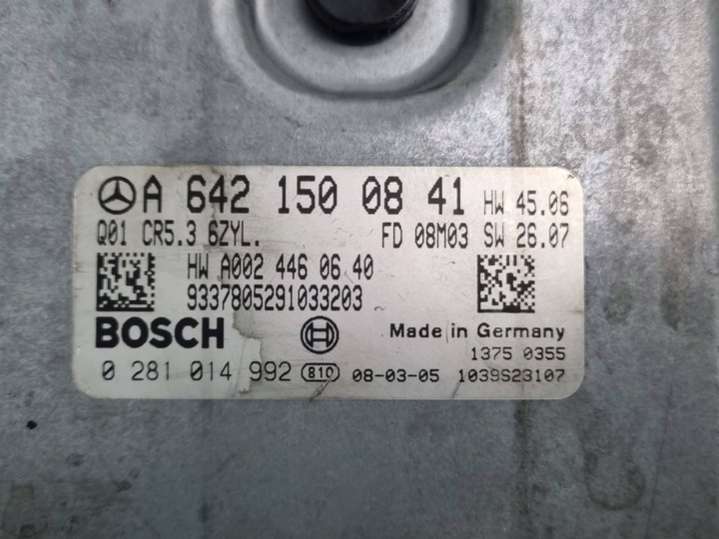 A 642 150 08 41 HW 45.06
Q01 CR5.3 6ZYL. FD 08M03 SW 26.07
HW A002 446 06 40
9337805291033203
BOSCH Made in Germany
1375 0355
0 281 014 992 810 08-03-05 1039S23107